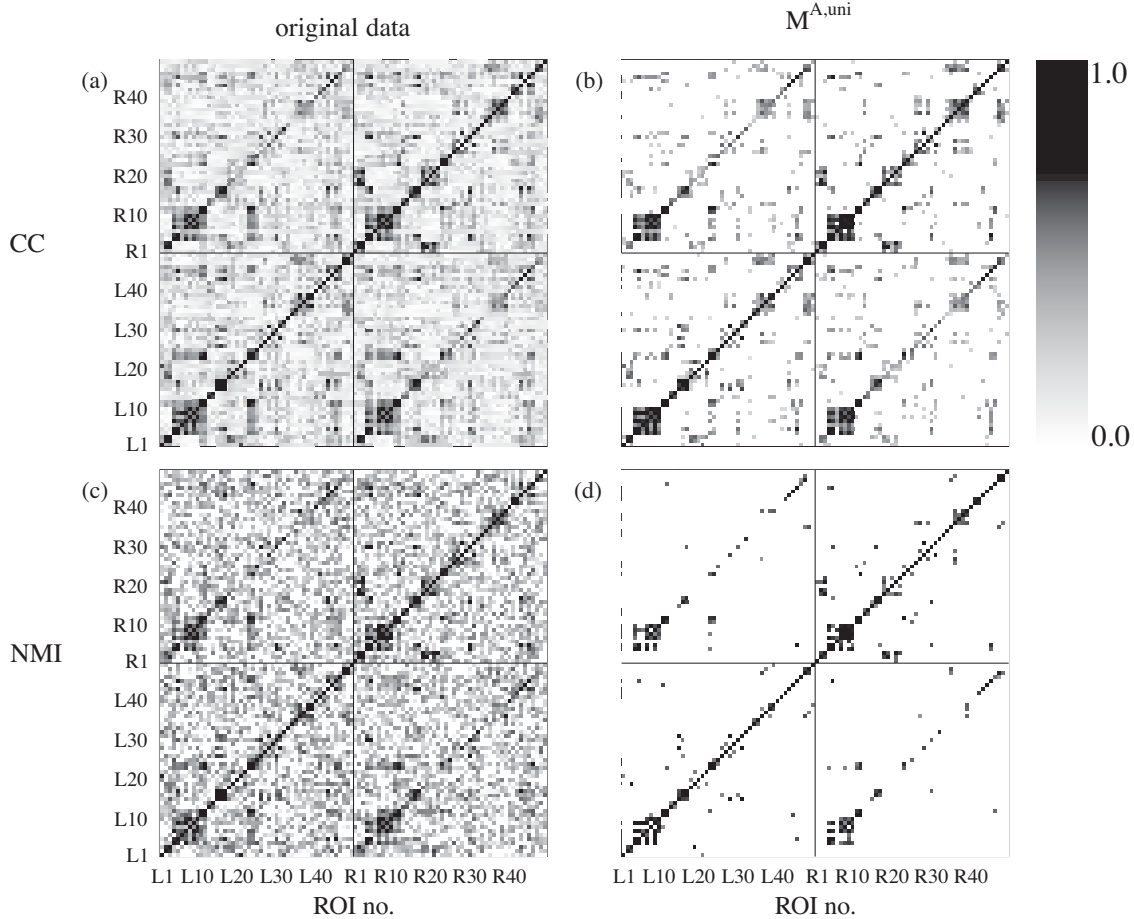 original data
M^A,uni
(a)
(b)
1.0
0.0
CC
R40
R30
R20
R10
R1
L40
L30
L20
L10
L1
(c)
(d)
NMI
R40
R30
R20
R10
R1
L40
L30
L20
L10
L1
L1 L10 L20 L30 L40 R1 R10 R20 R30 R40
L1 L10 L20 L30 L40 R1 R10 R20 R30 R40
ROI no.
ROI no.